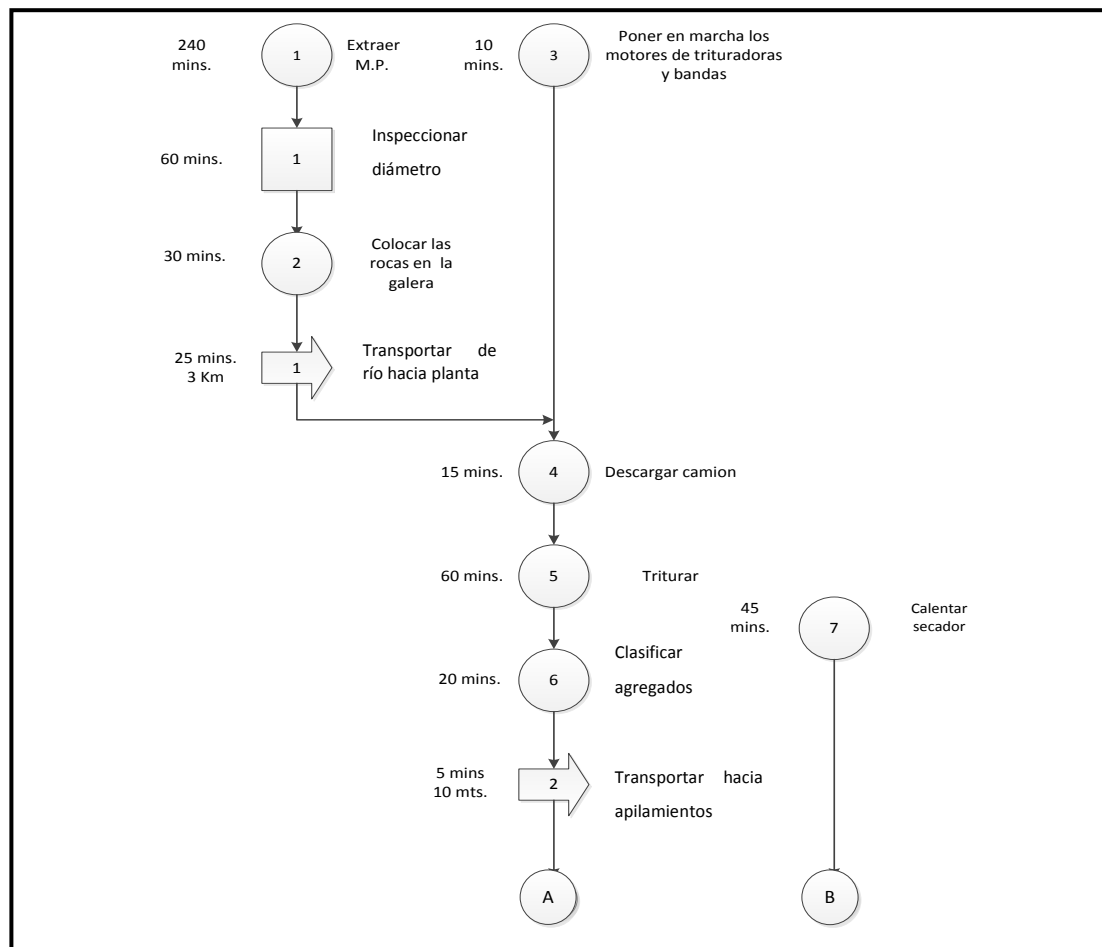 240
mins.
1
Extraer
M.P.
10
mins.
3
Poner en marcha los
motores de trituradoras
y bandas
60 mins.
1
Inspeccionar
diámetro
30 mins.
2
Colocar las
rocas en la
galera
25 mins.
3 Km
1
Transportar de
río hacia planta
15 mins.
4
Descargar camion
60 mins.
5
Triturar
45
mins.
7
Calentar
secador
20 mins.
6
Clasificar
agregados
5 mins
10 mts.
2
Transportar hacia
apilamientos
A
B